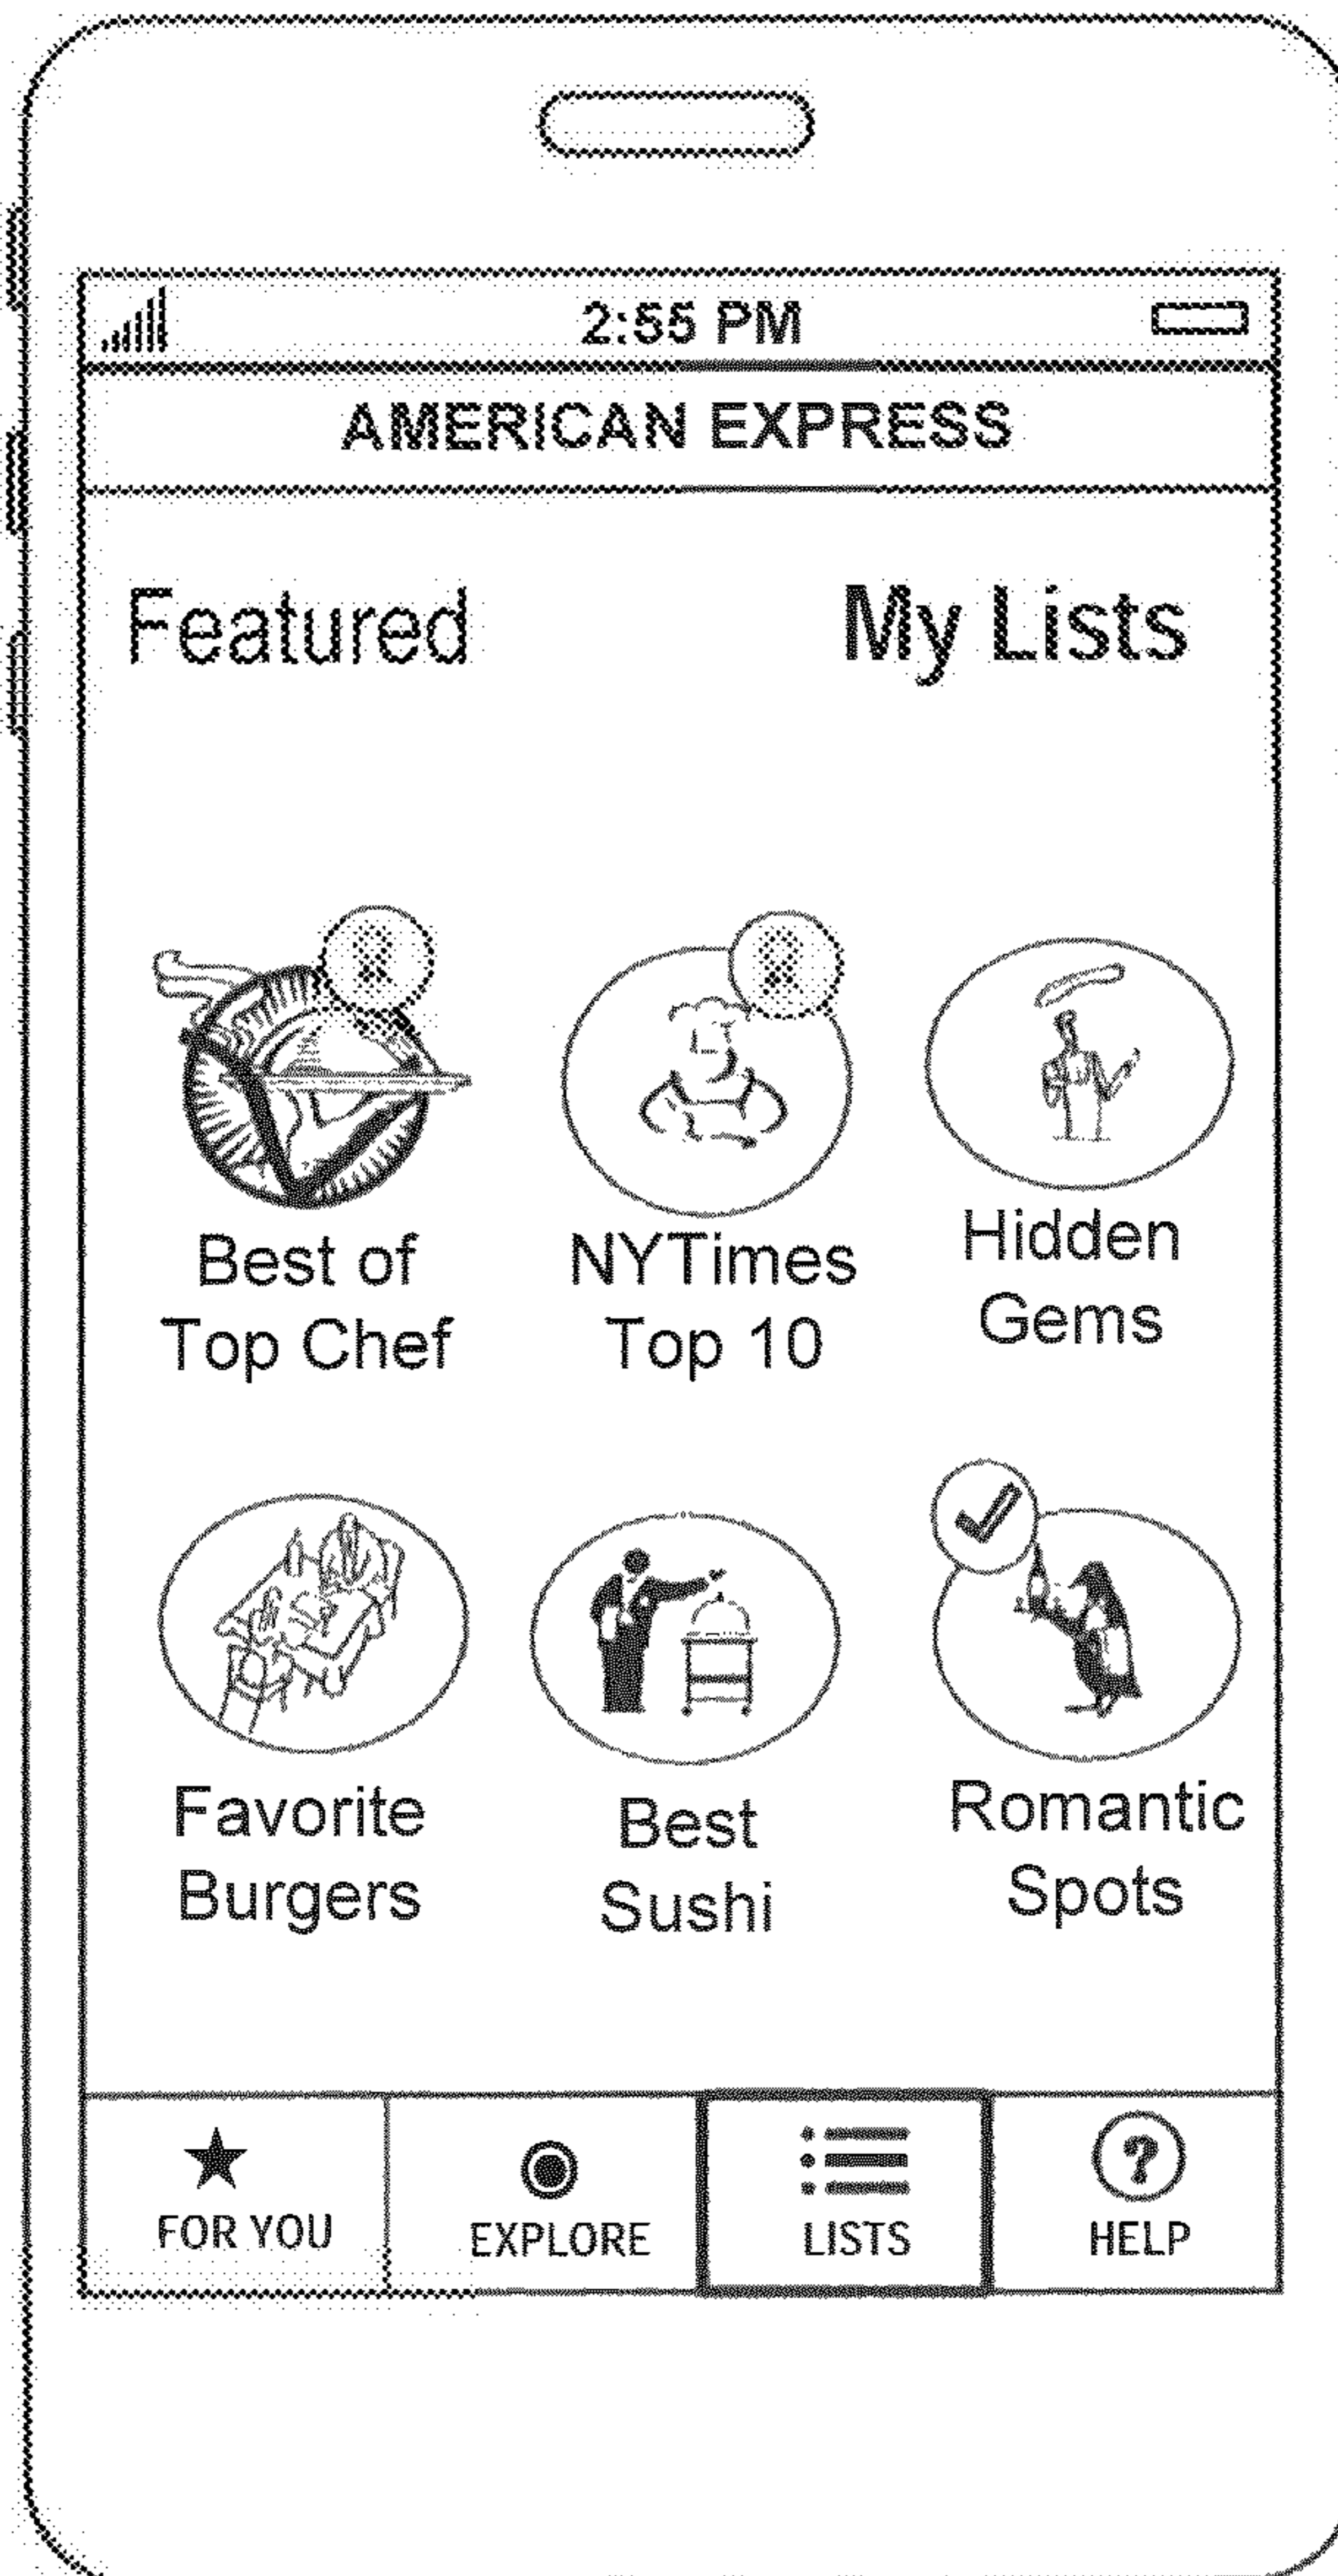 2:55 PM
AMERICAN EXPRESS
Featured
My Lists
Best of
Top Chef
NYTimes
Top 10
Hidden
Gems
Favorite
Burgers
Best
Sushi
Romantic
Spots
FOR YOU
EXPLORE
LISTS
? HELP